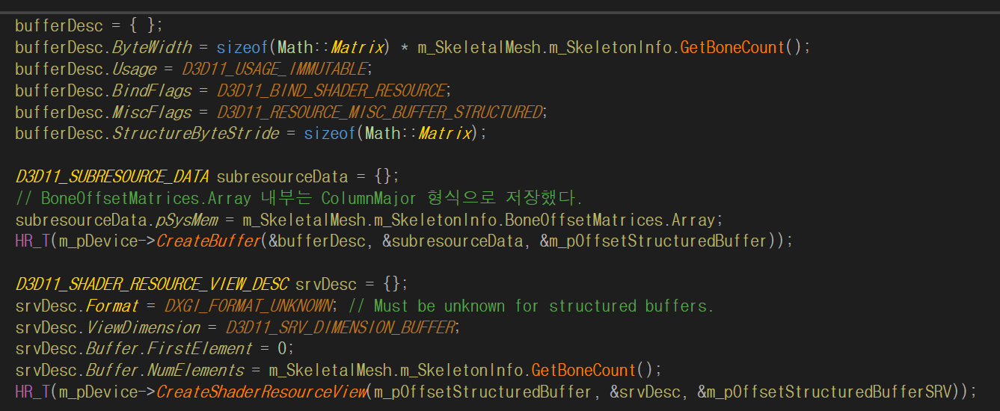 bufferDesc = { };
bufferDesc.ByteWidth = sizeof(Math::Matrix) * m_SkeletalMesh.m_SkeletonInfo.GetBoneCount();
bufferDesc.Usage = D3D11_USAGE_IMMUTABLE;
bufferDesc.BindFlags = D3D11_BIND_SHADER_RESOURCE;
bufferDesc.MiscFlags = D3D11_RESOURCE_MISC_BUFFER_STRUCTURED;
bufferDesc.StructureByteStride = sizeof(Math::Matrix);
D3D11_SUBRESOURCE_DATA subresourceData = {};
// BoneOffsetMatrices.Array 내부는 ColumnMajor 형식으로 저장했다.
subresourceData.pSysMem = m_SkeletalMesh.m_SkeletonInfo.BoneOffsetMatrices.Array;
HR_T(m_pDevice->CreateBuffer(&bufferDesc, &subresourceData, &m_pOffsetStructuredBuffer));
D3D11_SHADER_RESOURCE_VIEW_DESC srvDesc = {};
srvDesc.Format = DXGI_FORMAT_UNKNOWN; // Must be unknown for structured buffers.
srvDesc.ViewDimension = D3D11_SRV_DIMENSION_BUFFER;
srvDesc.Buffer.FirstElement = 0;
srvDesc.Buffer.NumElements = m_SkeletalMesh.m_SkeletonInfo.GetBoneCount();
HR_T(m_pDevice->CreateShaderResourceView(m_pOffsetStructuredBuffer, &srvDesc, &m_pOffsetStructuredBufferSRV));